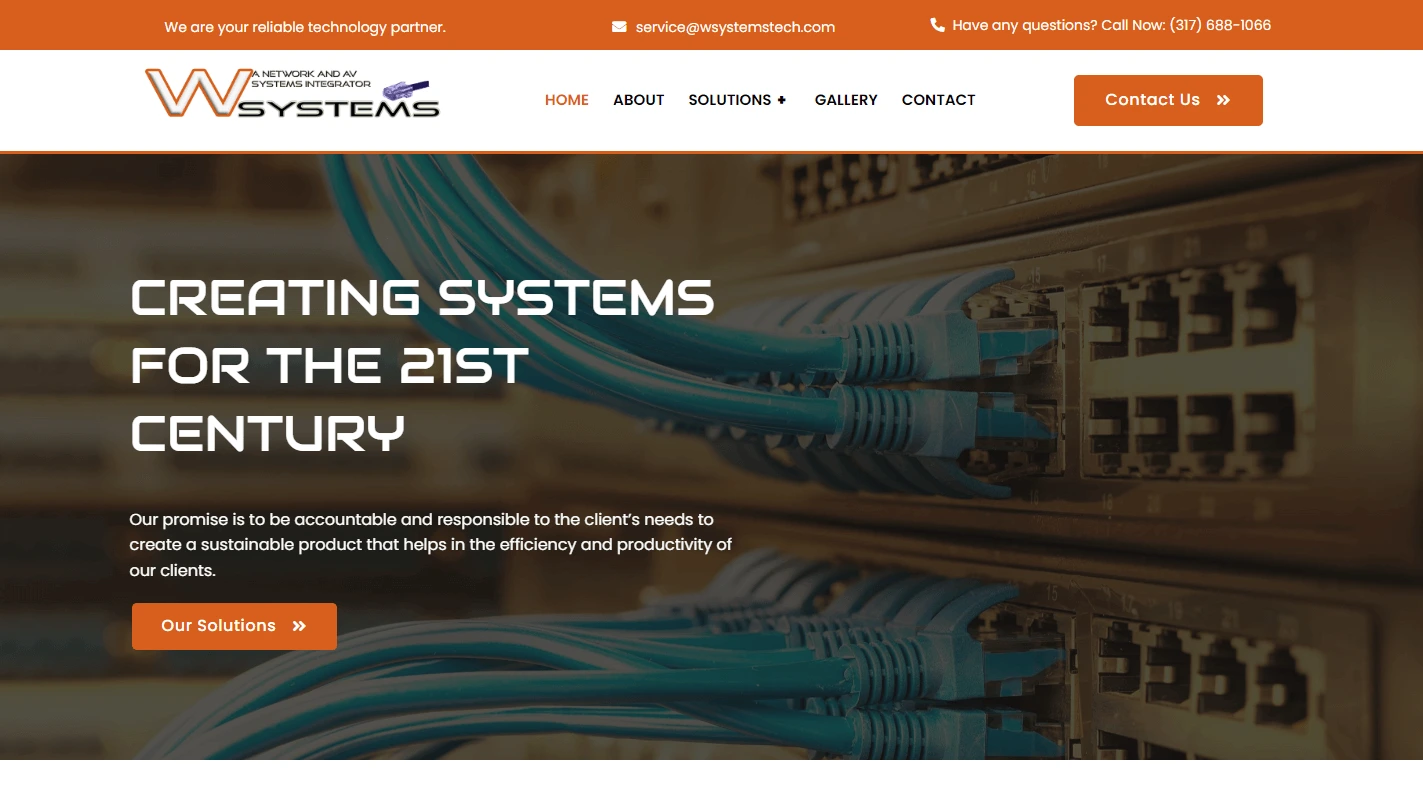 We are your reliable technology partner.
service@wsystemstech.com
Have any questions? Call Now: (317) 688-1066
A NETWORK AND AV
SYSTEMS INTEGRATOR
WSYSTEMS
HOME ABOUT SOLUTIONS + GALLERY CONTACT
Contact Us
CREATING SYSTEMS
FOR THE 21ST
CENTURY
Our promise is to be accountable and responsible to the client’s needs to
create a sustainable product that helps in the efficiency and productivity of
our clients.
Our Solutions